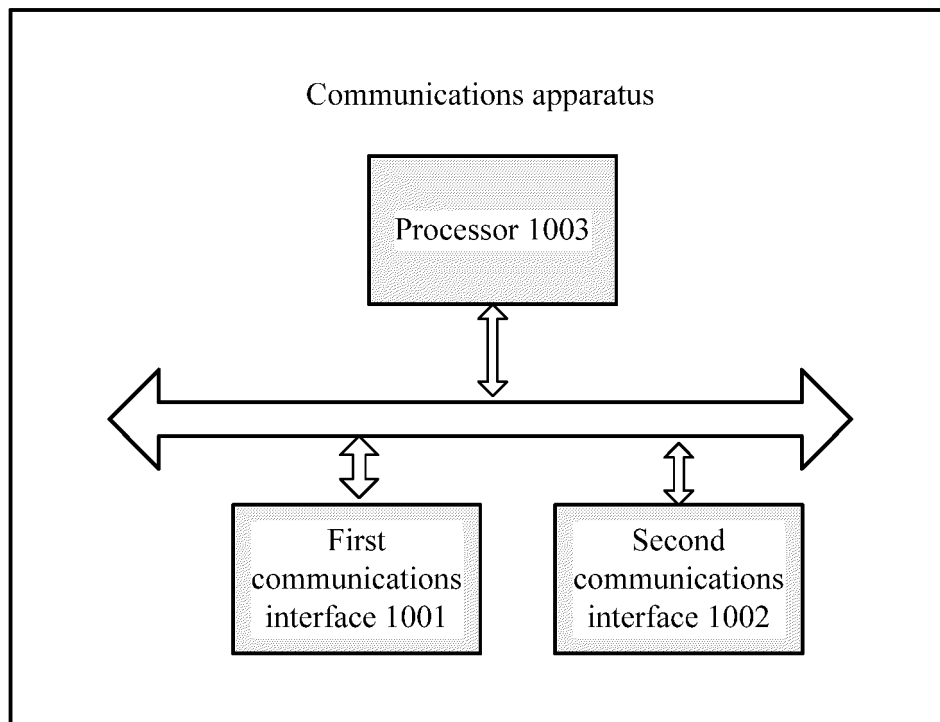 Communications apparatus
Processor 1003
First
communications
interface 1001
Second
communications
interface 1002